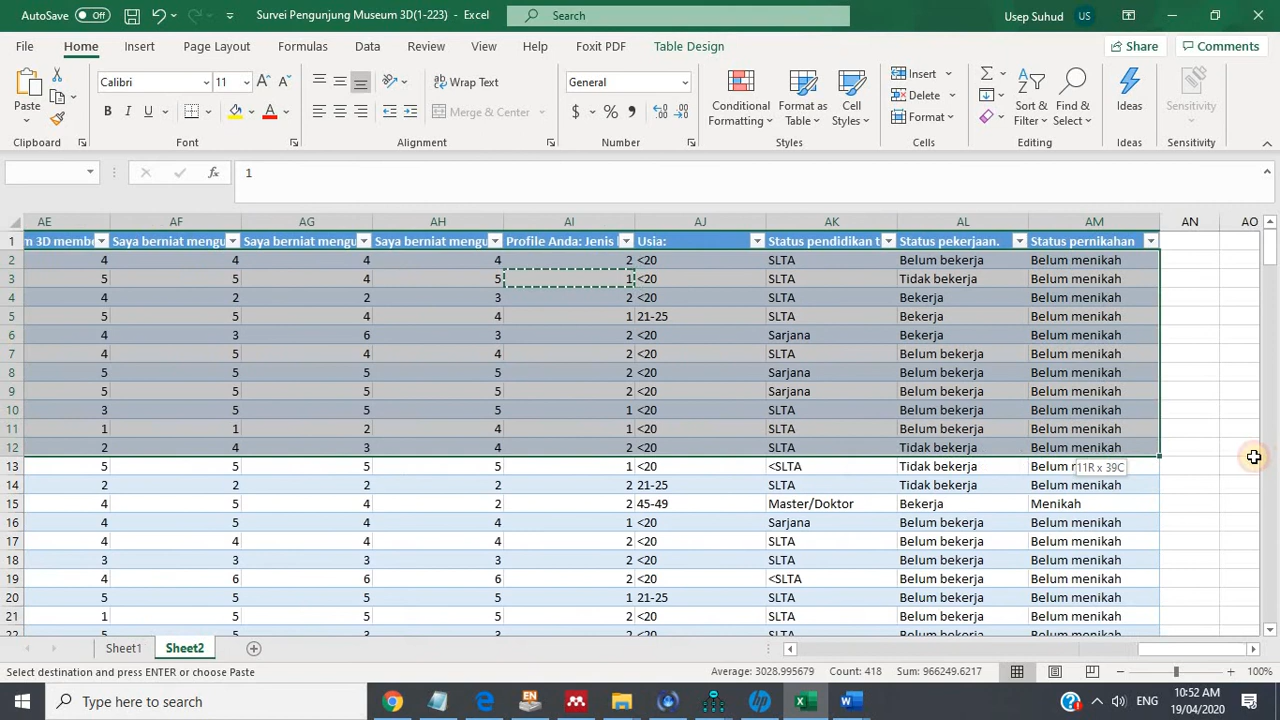 AutoSave Off Survei Pengunjung Museum 3D(1-223) - Excel Search Usep Suhud US
File Home Insert Page Layout Formulas Data Review View Help Foxit PDF Table Design Share Comments
Calibri 11 Wrap Text General Insert
Paste Merge & Center Conditional Formatting Format as Table Cell Styles Delete Format Sort & Filter Find & Select Ideas Sensitivity
Clipboard Font Alignment Number Styles Cells Editing Ideas Sensitivity
fx 1
AE AF AG AH AI AJ AK AL AM AN AO
1 m 3D membe Saya berniat mengu Saya berniat mengu Saya berniat mengu Profile Anda: Jenis Usia: Status pendidikan t Status pekerjaan. Status pernikahan
2 4 4 4 4 2 <20 SLTA Belum bekerja Belum menikah
3 5 5 4 5 1 <20 SLTA Tidak bekerja Belum menikah
4 4 2 2 3 2 <20 SLTA Bekerja Belum menikah
5 5 5 4 4 1 21-25 SLTA Bekerja Belum menikah
6 4 3 6 3 2 <20 Sarjana Bekerja Belum menikah
7 4 5 4 4 2 <20 SLTA Belum bekerja Belum menikah
8 5 5 5 5 2 <20 Sarjana Belum bekerja Belum menikah
9 5 5 5 5 2 <20 Sarjana Belum bekerja Belum menikah
10 3 5 5 5 1 <20 SLTA Belum bekerja Belum menikah
11 1 1 2 4 1 <20 SLTA Belum bekerja Belum menikah
12 2 4 3 4 2 <20 SLTA Tidak bekerja Belum menikah
13 5 5 5 5 1 <20 <SLTA Tidak bekerja Belum 11R x 39C
14 2 2 2 2 2 21-25 SLTA Tidak bekerja Belum menikah
15 4 5 4 2 2 45-49 Master/Doktor Bekerja Menikah
16 4 5 4 4 1 <20 Sarjana Belum bekerja Belum menikah
17 4 4 4 4 2 <20 SLTA Belum bekerja Belum menikah
18 3 3 3 3 2 <20 SLTA Belum bekerja Belum menikah
19 4 6 6 6 2 <20 <SLTA Belum bekerja Belum menikah
20 5 5 5 5 1 21-25 SLTA Belum bekerja Belum menikah
21 1 5 5 5 2 <20 SLTA Belum bekerja Belum menikah
22 5 5 3 3 2 <20 SLTA Belum bekerja Belum menikah
Sheet1 Sheet2
Select destination and press ENTER or choose Paste Average: 3028.995679 Count: 418 Sum: 966249.6217 100%
Type here to search EN ENG 10:52 AM
19/04/2020